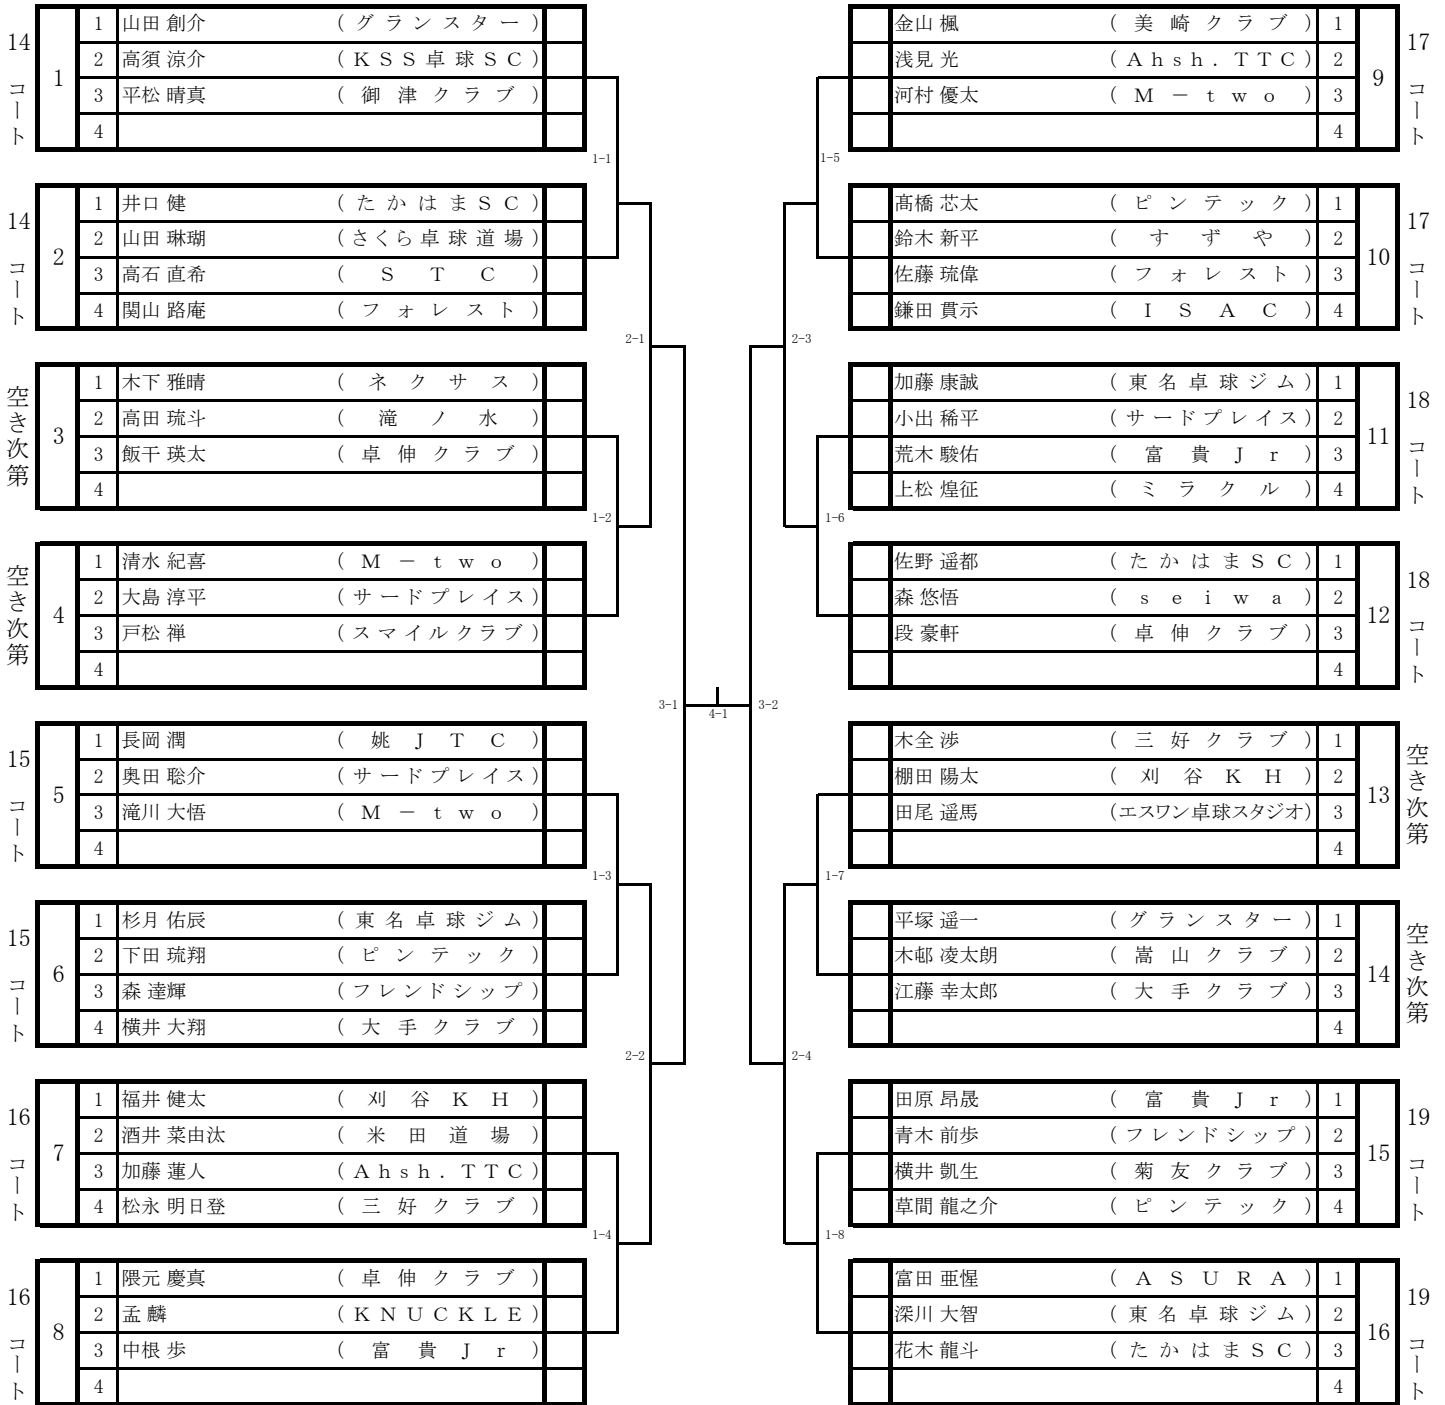 14コート
1
1 山田 創介 (グランスター)
2 高須 涼介 (KSS卓球SC)
3 平松 晴真 (御津クラブ)
4
1-1
14コート
2
1 井口 健 (たかはまSC)
2 山田 琳瑚 (さくら卓球道場)
3 高石 直希 (STC)
4 関山 路庵 (フォレスト)
2-1
空き次第
3
1 木下 雅晴 (ネクサス)
2 高田 琉斗 (滝ノ水)
3 飯干 瑛太 (卓伸クラブ)
4
1-2
空き次第
4
1 清水 紀喜 (M-two)
2 大島 淳平 (サードプレイス)
3 戸松 禅 (スマイルクラブ)
4
3-1
15コート
5
1 長岡 潤 (姚JTC)
2 奥田 聡介 (サードプレイス)
3 滝川 大悟 (M-two)
4
1-3
15コート
6
1 杉月 佑辰 (東名卓球ジム)
2 下田 琉翔 (ピンテック)
3 森 達輝 (フレンドシップ)
4 横井 大翔 (大手クラブ)
2-2
16コート
7
1 福井 健太 (刈谷KH)
2 酒井 菜由汰 (米田道場)
3 加藤 蓮人 (Ahsh.TTC)
4 松永 明日登 (三好クラブ)
1-4
16コート
8
1 隈元 慶真 (卓伸クラブ)
2 孟 麟 (KNUCKLE)
3 中根 歩 (富貴Jr)
4
4-1
金山 楓 (美崎クラブ) 1
浅見 光 (Ahsh.TTC) 2
河村 優太 (M-two) 3
4
9
17コート
1-5
髙橋 芯太 (ピンテック) 1
鈴木 新平 (すずや) 2
佐藤 琉偉 (フォレスト) 3
鎌田 貫示 (ISAC) 4
10
17コート
2-3
加藤 康誠 (東名卓球ジム) 1
小出 稀平 (サードプレイス) 2
荒木 駿佑 (富貴Jr) 3
上松 煌征 (ミラクル) 4
11
18コート
1-6
佐野 遥都 (たかはまSC) 1
森 悠悟 (seiwa) 2
段 豪軒 (卓伸クラブ) 3
4
12
18コート
3-2
木全 渉 (三好クラブ) 1
棚田 陽太 (刈谷KH) 2
田尾 遥馬 (エスワン卓球スタジオ) 3
4
13
空き次第
1-7
平塚 遥一 (グランスター) 1
木邨 凌太朗 (嵩山クラブ) 2
江藤 幸太郎 (大手クラブ) 3
4
14
空き次第
2-4
田原 昂晟 (富貴Jr) 1
青木 前歩 (フレンドシップ) 2
横井 凱生 (菊友クラブ) 3
草間 龍之介 (ピンテック) 4
15
19コート
1-8
富田 亜惺 (ASURA) 1
深川 大智 (東名卓球ジム) 2
花木 龍斗 (たかはまSC) 3
4
16
19コート